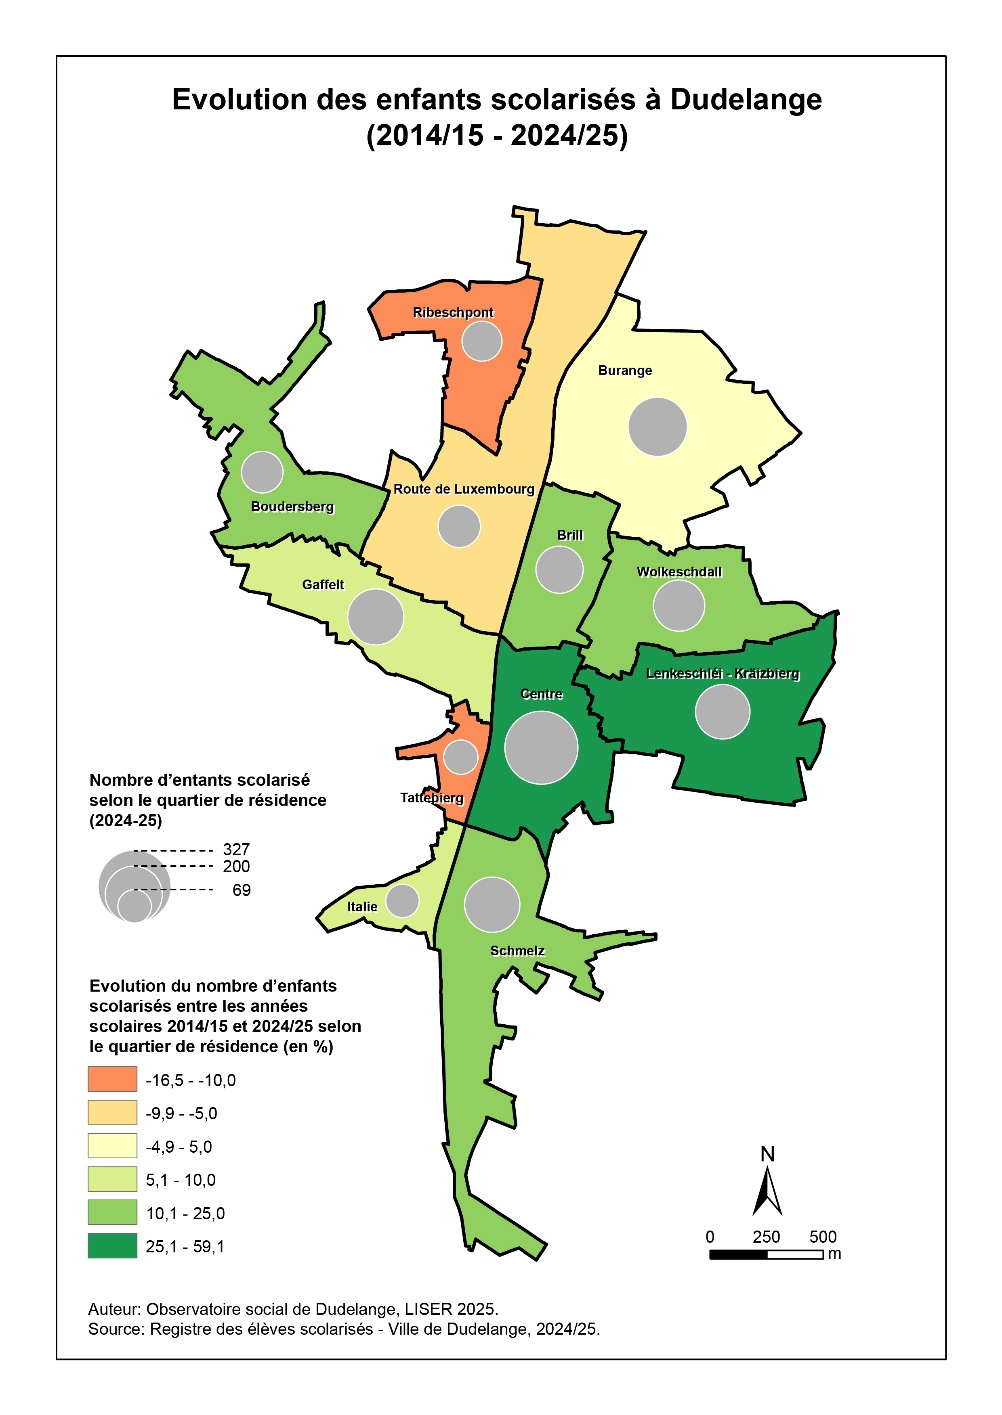 Evolution des enfants scolarisés à Dudelange
(2014/15 - 2024/25)
Ribeschpont
Burange
Route de Luxembourg
Boudersberg
Brill
Wolkeschdall
Gaffelt
Lenkeschléi - Kräizbierg
Centre
Tattebierg
Italie
Schmelz
Nombre d'entants scolarisé
selon le quartier de résidence
(2024-25)
327
200
69
Evolution du nombre d'enfants
scolarisés entre les années
scolaires 2014/15 et 2024/25 selon
le quartier de résidence (en %)
-16,5 - -10,0
-9,9 - -5,0
-4,9 - 5,0
5,1 - 10,0
10,1 - 25,0
25,1 - 59,1
N
0 250 500
m
Auteur: Observatoire social de Dudelange, LISER 2025.
Source: Registre des élèves scolarisés - Ville de Dudelange, 2024/25.